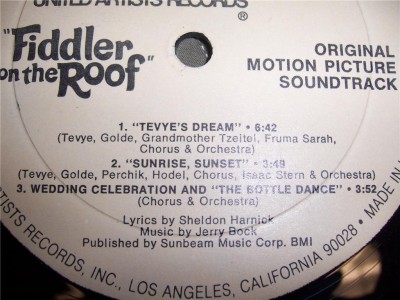 UNITED ARTISTS RECORDS
®
"Fiddler
on the Roof"
ORIGINAL
MOTION PICTURE
SOUNDTRACK
1. "TEVYE'S DREAM" • 6:42
(Tevye, Golde, Grandmother Tzeitel, Fruma Sarah,
Chorus & Orchestra)
2. "SUNRISE, SUNSET" • 3:49
(Tevye, Golde, Perchik, Hodel, Chorus, Isaac Stern & Orchestra)
3. WEDDING CELEBRATION AND "THE BOTTLE DANCE" • 3:52
(Chorus & Orchestra)
Lyrics by Sheldon Harnick
Music by Jerry Bock
Published by Sunbeam Music Corp. BMI
ARTISTS RECORDS, INC., LOS ANGELES, CALIFORNIA 90028 • MADE IN